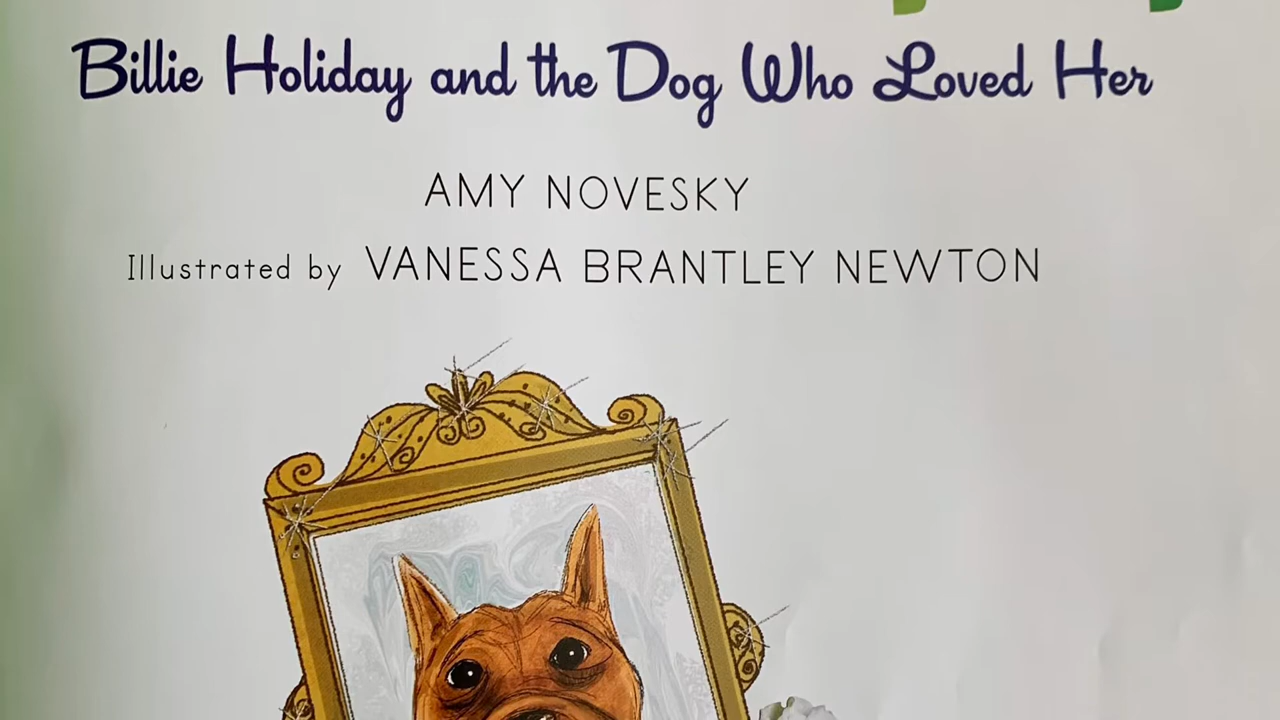 Billie Holiday and the Dog Who Loved Her
AMY NOVESKY
Illustrated by VANESSA BRANTLEY NEWTON